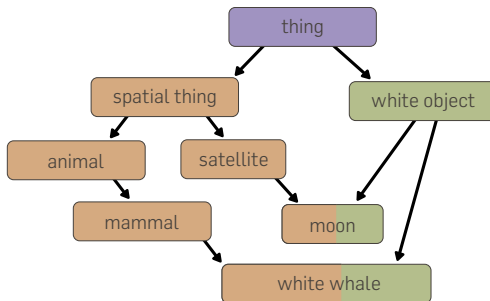 thing
spatial thing
white object
animal
satellite
mammal
moon
white whale